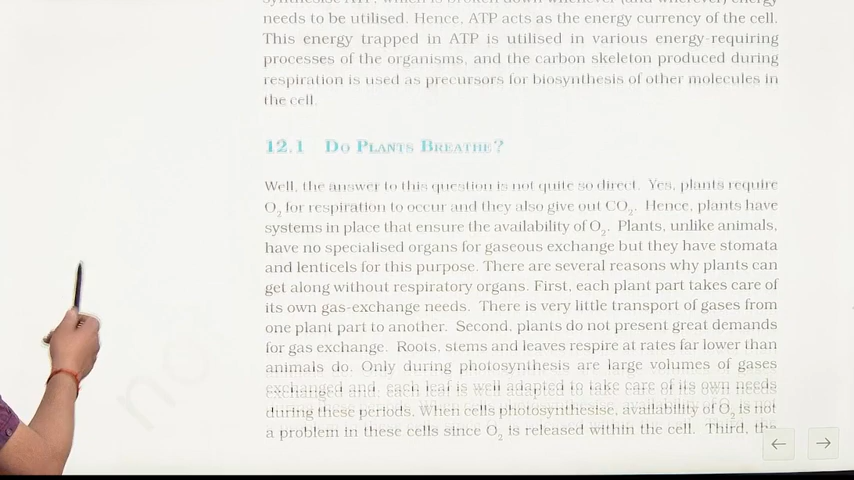 synthesise ATP, which is broken down whenever (and wherever) energy
needs to be utilised. Hence, ATP acts as the energy currency of the cell.
This energy trapped in ATP is utilised in various energy-requiring
processes of the organisms, and the carbon skeleton produced during
respiration is used as precursors for biosynthesis of other molecules in
the cell.
12.1 Do Plants Breathe?
Well, the answer to this question is not quite so direct. Yes, plants require
O₂ for respiration to occur and they also give out CO₂. Hence, plants have
systems in place that ensure the availability of O₂. Plants, unlike animals,
have no specialised organs for gaseous exchange but they have stomata
and lenticels for this purpose. There are several reasons why plants can
get along without respiratory organs. First, each plant part takes care of
its own gas-exchange needs. There is very little transport of gases from
one plant part to another. Second, plants do not present great demands
for gas exchange. Roots, stems and leaves respire at rates far lower than
animals do. Only during photosynthesis are large volumes of gases
exchanged and, each leaf is well adapted to take care of its own needs
during these periods. When cells photosynthesise, availability of O₂ is not
a problem in these cells since O₂ is released within the cell. Third, the